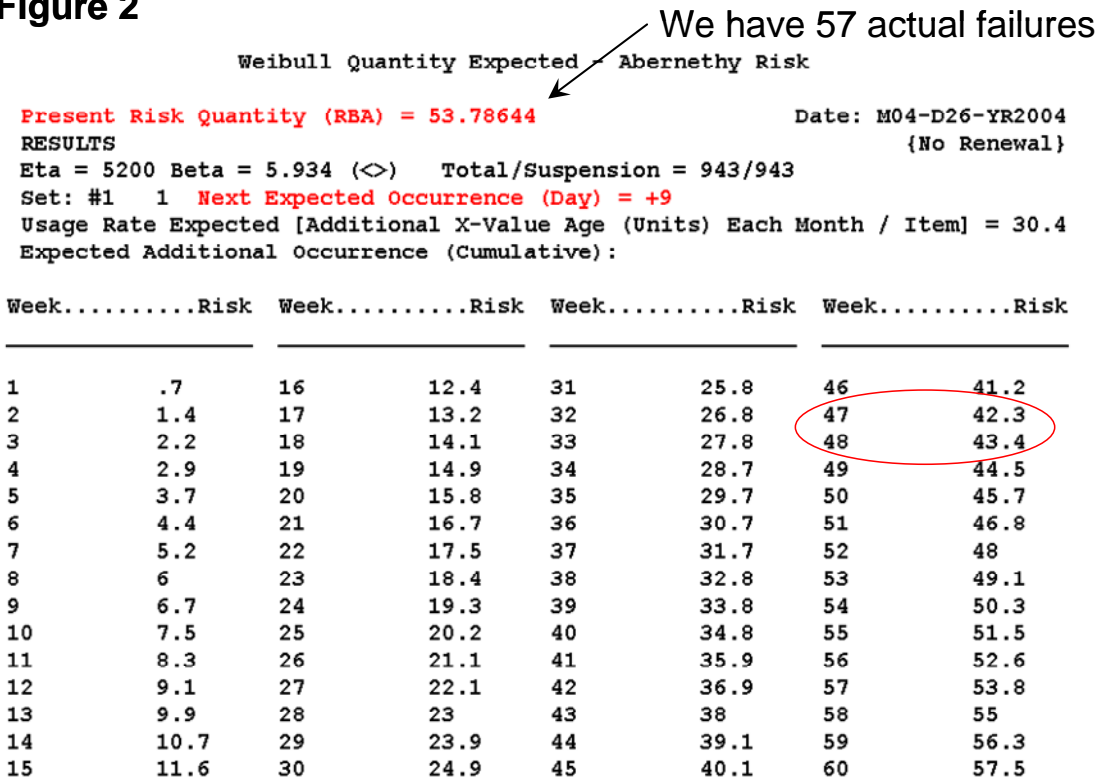 Figure 2
We have 57 actual failures
Weibull Quantity Expected - Abernethy Risk
Present Risk Quantity (RBA) = 53.78644 Date: M04-D26-YR2004
RESULTS {No Renewal}
Eta = 5200 Beta = 5.934 (<>) Total/Suspension = 943/943
Set: #1 1 Next Expected Occurrence (Day) = +9
Usage Rate Expected [Additional X-Value Age (Units) Each Month / Item] = 30.4
Expected Additional Occurrence (Cumulative):
Week..........Risk Week..........Risk Week..........Risk Week..........Risk
1 .7 16 12.4 31 25.8 46 41.2
2 1.4 17 13.2 32 26.8 47 42.3
3 2.2 18 14.1 33 27.8 48 43.4
4 2.9 19 14.9 34 28.7 49 44.5
5 3.7 20 15.8 35 29.7 50 45.7
6 4.4 21 16.7 36 30.7 51 46.8
7 5.2 22 17.5 37 31.7 52 48
8 6 23 18.4 38 32.8 53 49.1
9 6.7 24 19.3 39 33.8 54 50.3
10 7.5 25 20.2 40 34.8 55 51.5
11 8.3 26 21.1 41 35.9 56 52.6
12 9.1 27 22.1 42 36.9 57 53.8
13 9.9 28 23 43 38 58 55
14 10.7 29 23.9 44 39.1 59 56.3
15 11.6 30 24.9 45 40.1 60 57.5